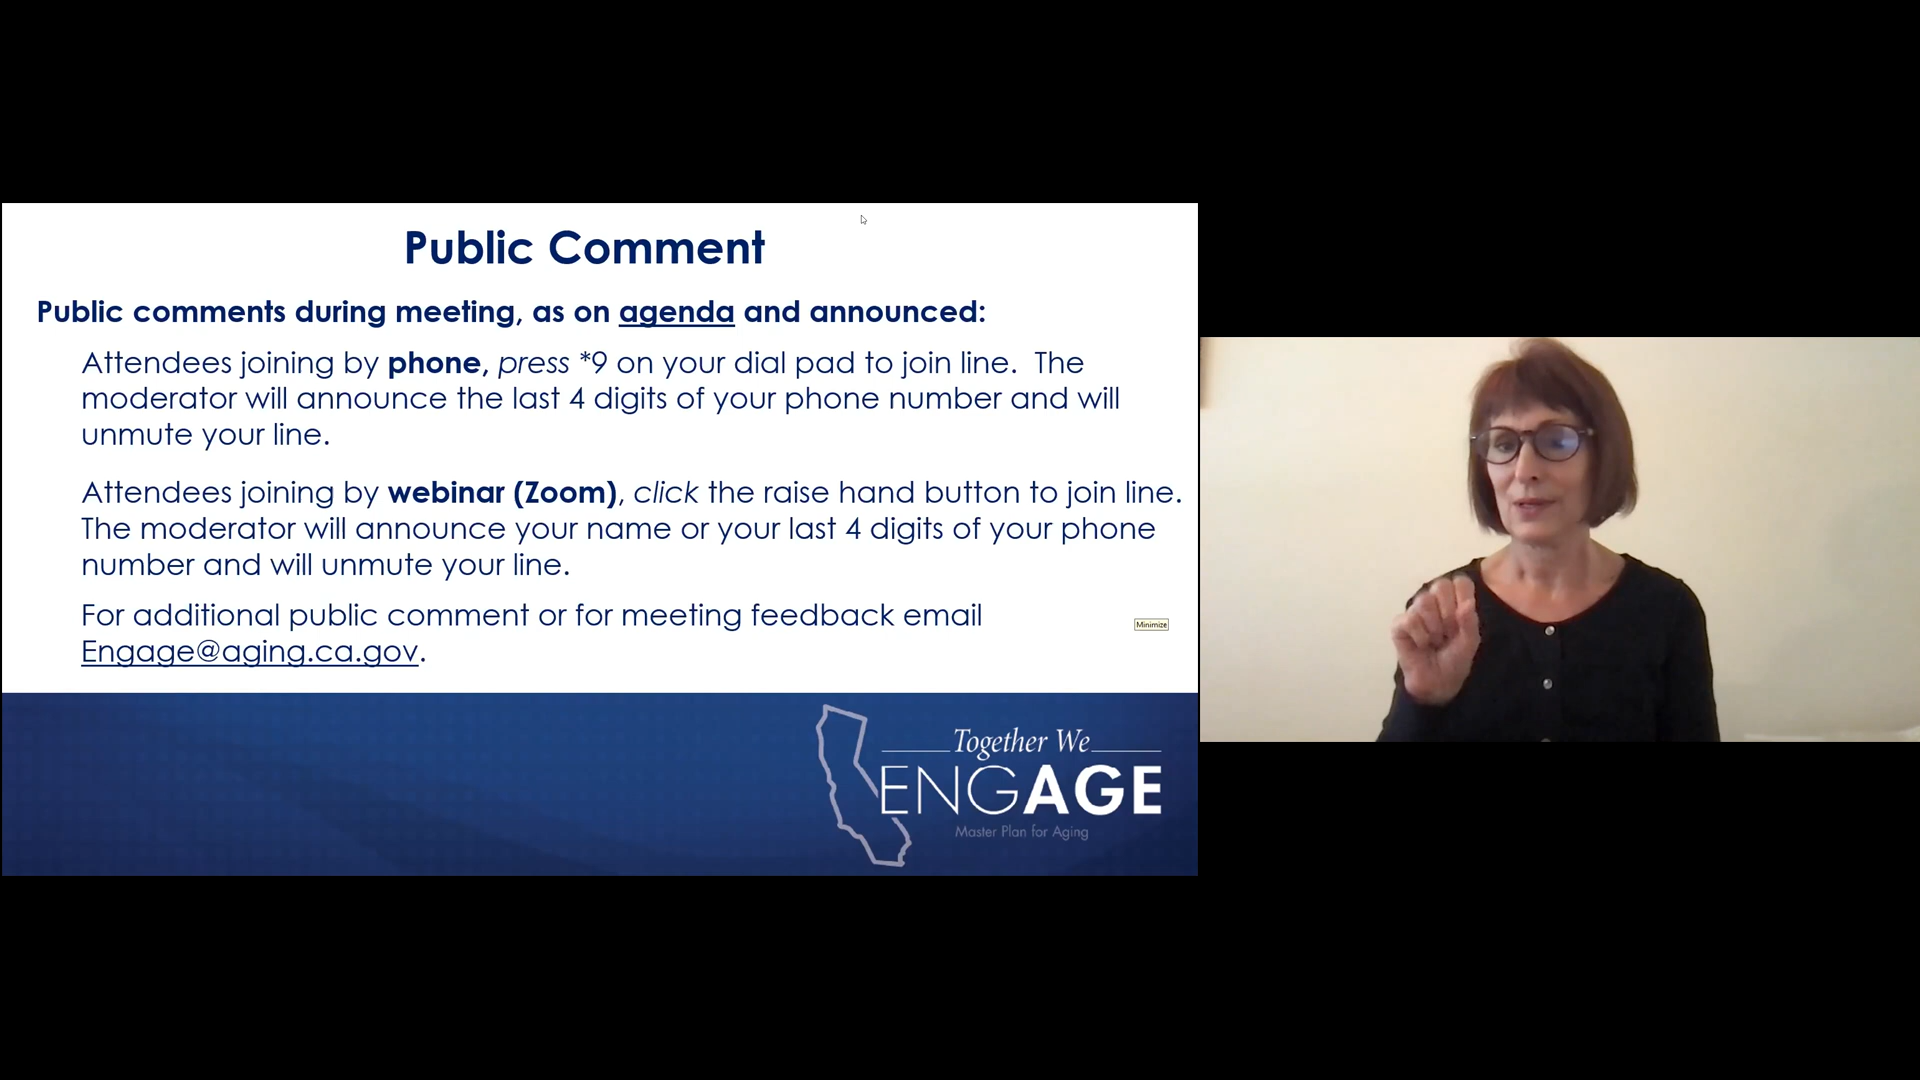 Public Comment
Public comments during meeting, as on agenda and announced:
Attendees joining by phone, press *9 on your dial pad to join line. The
moderator will announce the last 4 digits of your phone number and will
unmute your line.
Attendees joining by webinar (Zoom), click the raise hand button to join line.
The moderator will announce your name or your last 4 digits of your phone
number and will unmute your line.
For additional public comment or for meeting feedback email
Engage@aging.ca.gov.
Minimize
Together We
ENGAGE
Master Plan for Aging